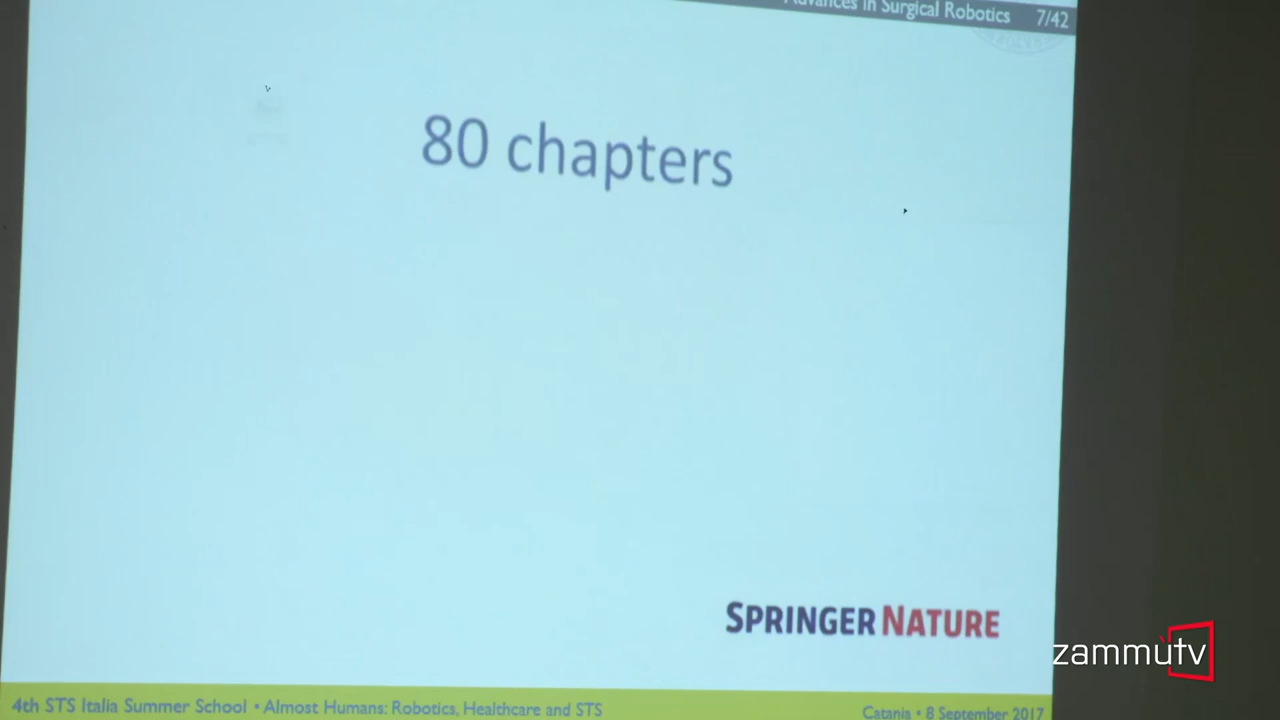 Advances in Surgical Robotics 7/42
80 chapters
SPRINGER NATURE
zammùtv
4th STS Italia Summer School • Almost Humans: Robotics, Healthcare and STS
Catania • 8 September 2017